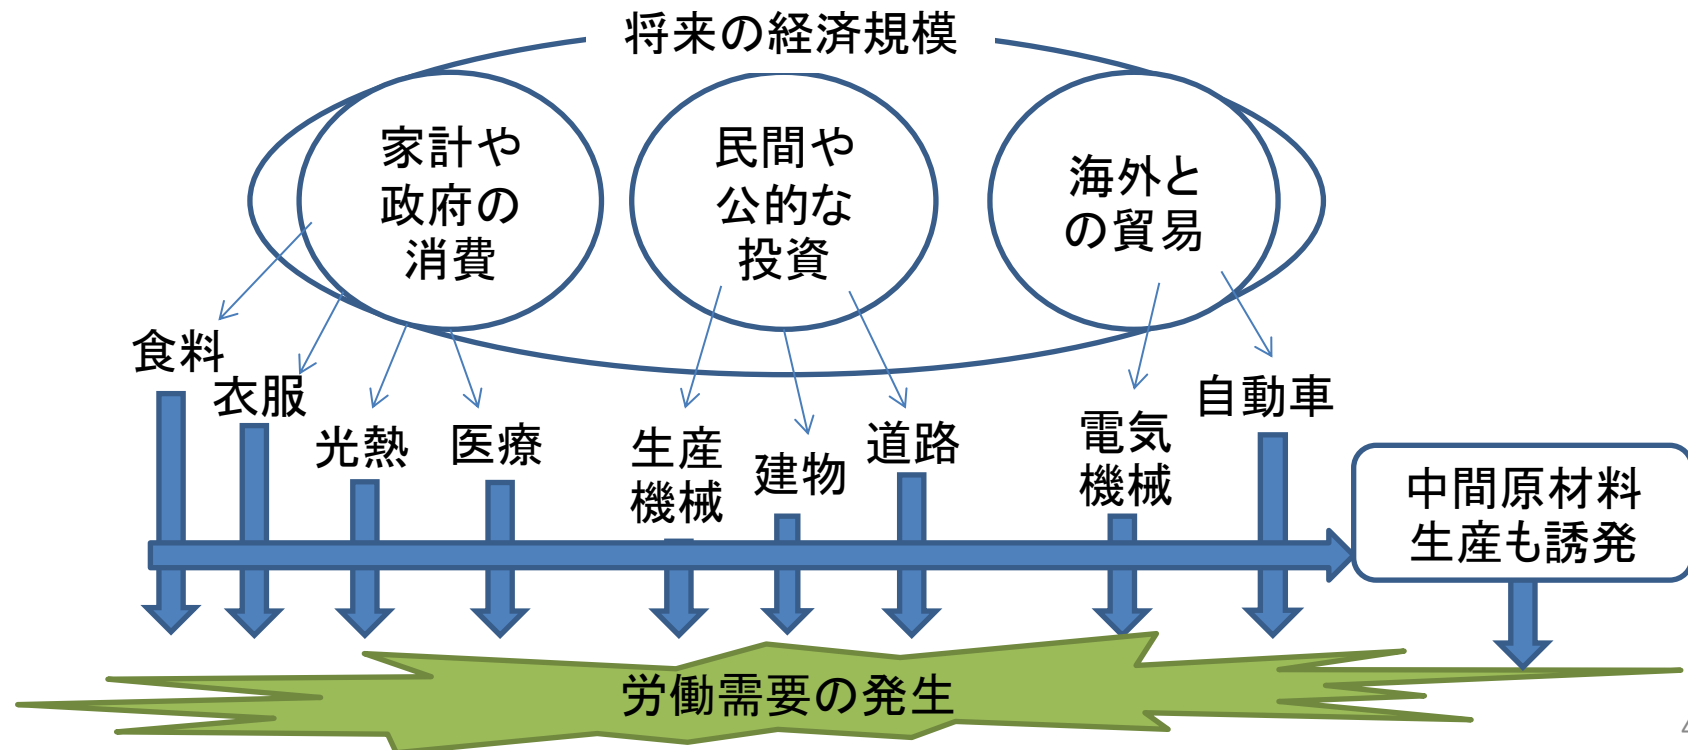 将来の経済規模
家計や
政府の
消費
民間や
公的な
投資
海外と
の貿易
食料
衣服
光熱
医療
生産
機械
建物
道路
電気
機械
自動車
中間原材料
生産も誘発
労働需要の発生